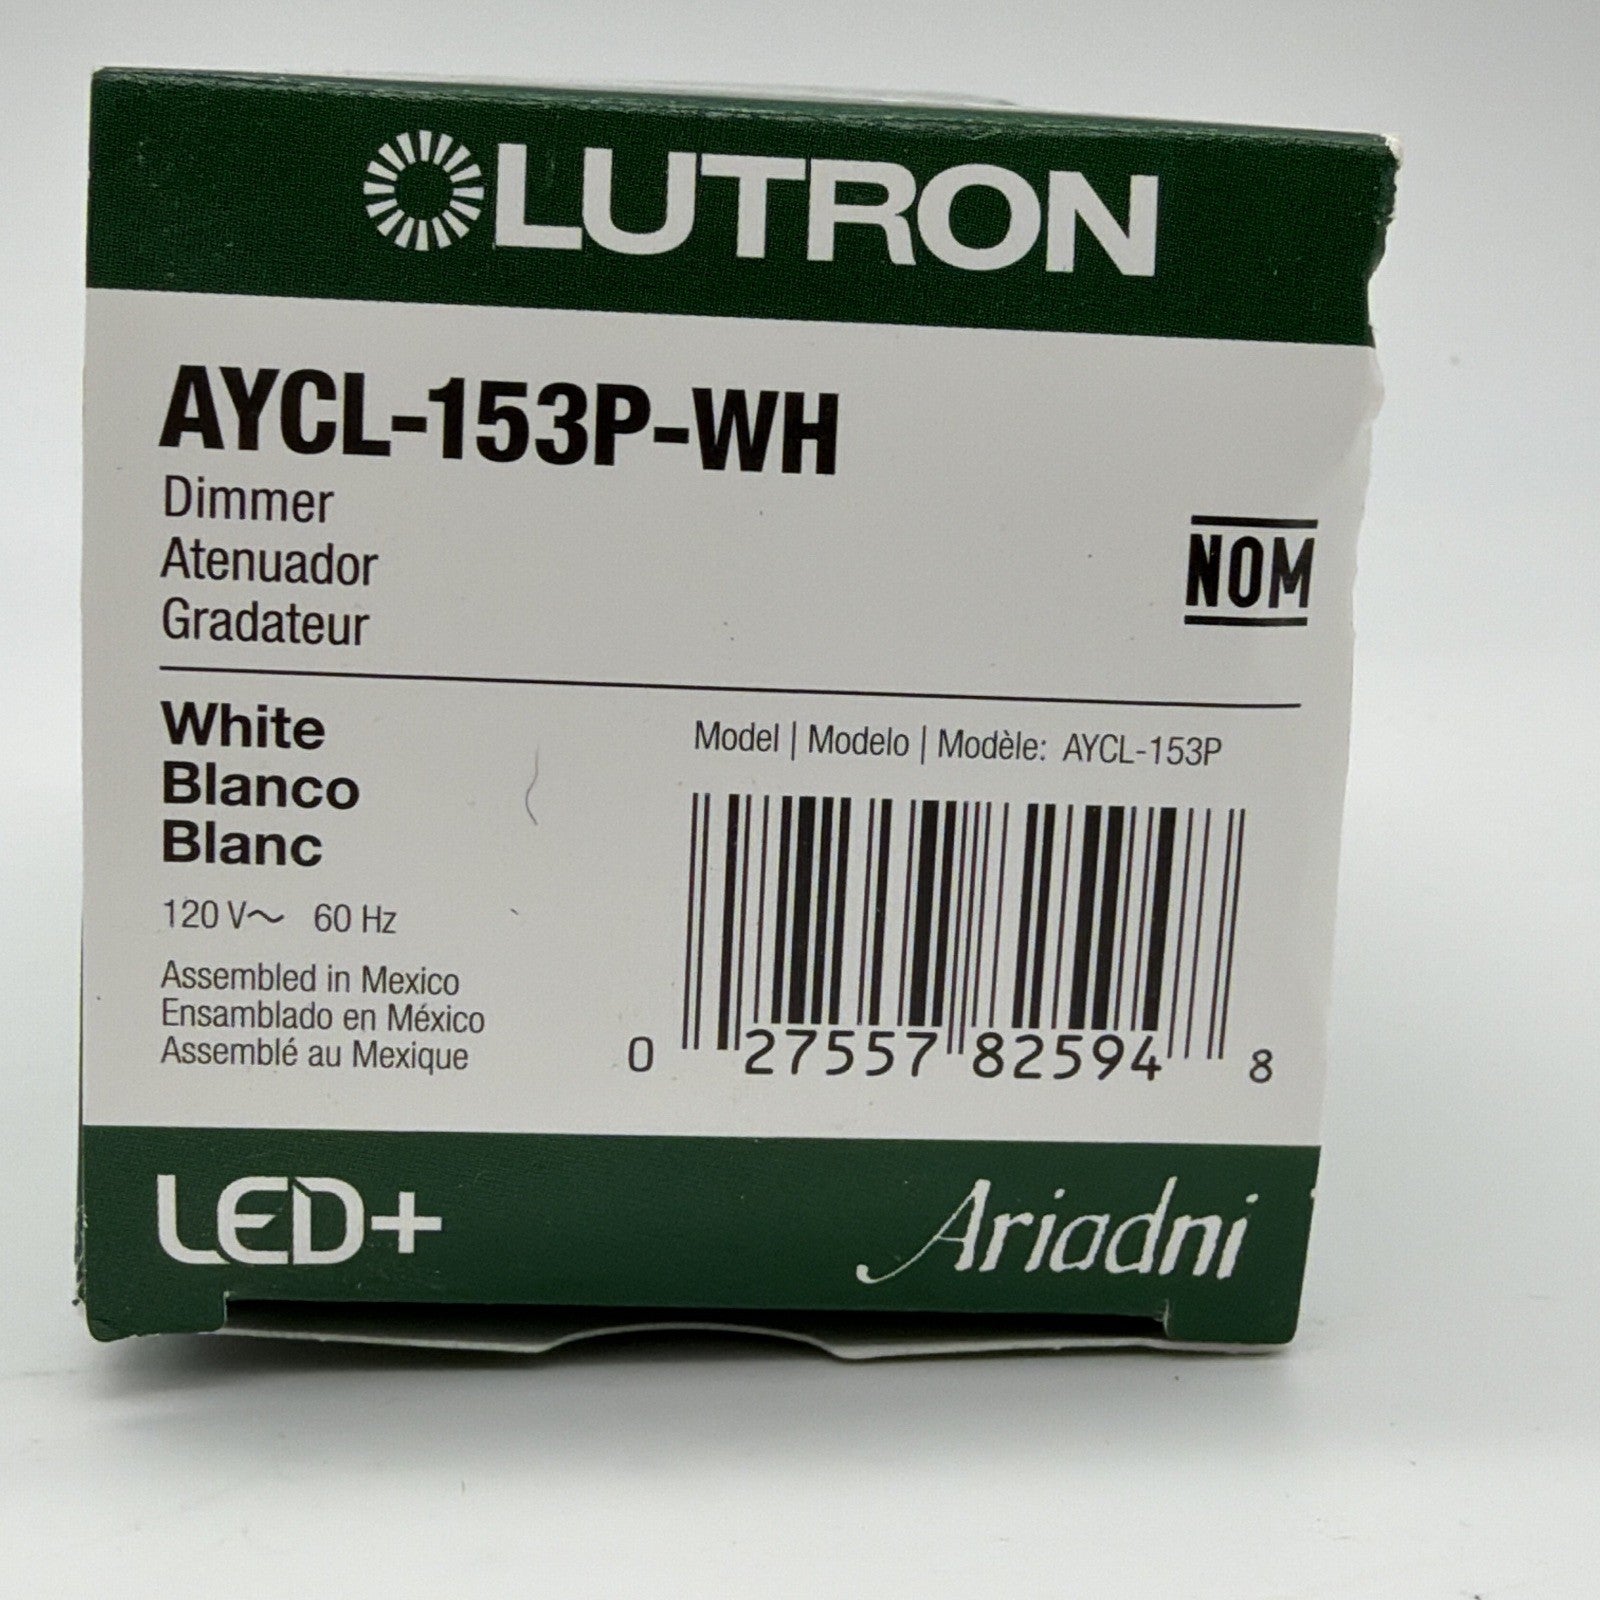 LUTRON
AYCL-153P-WH
Dimmer
Atenuador
Gradateur
NOM
White
Blanco
Blanc
120 V~ 60 Hz
Assembled in Mexico
Ensamblado en México
Assemblé au Mexique
Model | Modelo | Modèle: AYCL-153P
0 27557 82594 8
LED+
Ariadni